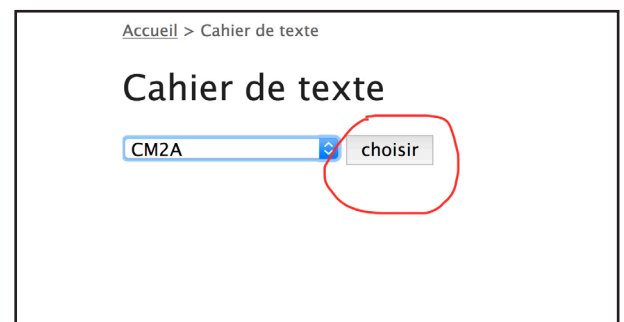 Accueil > Cahier de texte
Cahier de texte
CM2A choisir